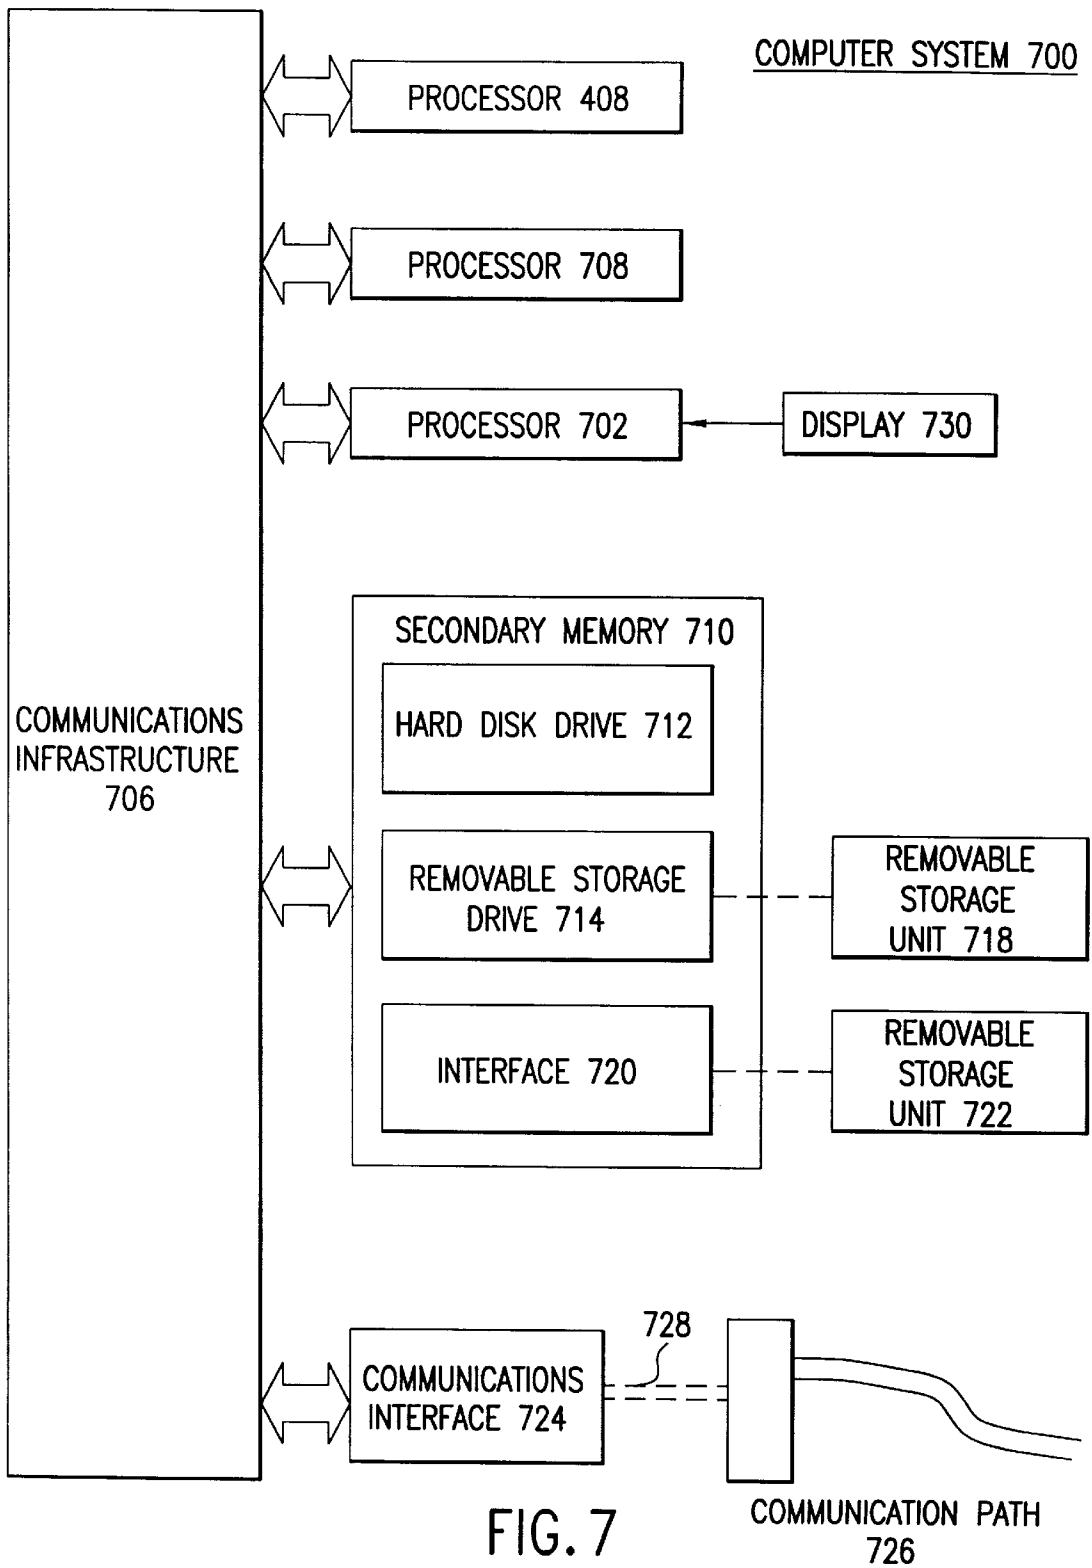 COMPUTER SYSTEM 700
PROCESSOR 408
PROCESSOR 708
PROCESSOR 702
DISPLAY 730
SECONDARY MEMORY 710
HARD DISK DRIVE 712
COMMUNICATIONS
INFRASTRUCTURE
706
REMOVABLE STORAGE
DRIVE 714
REMOVABLE
STORAGE
UNIT 718
INTERFACE 720
REMOVABLE
STORAGE
UNIT 722
728
COMMUNICATIONS
INTERFACE 724
COMMUNICATION PATH
726
FIG. 7